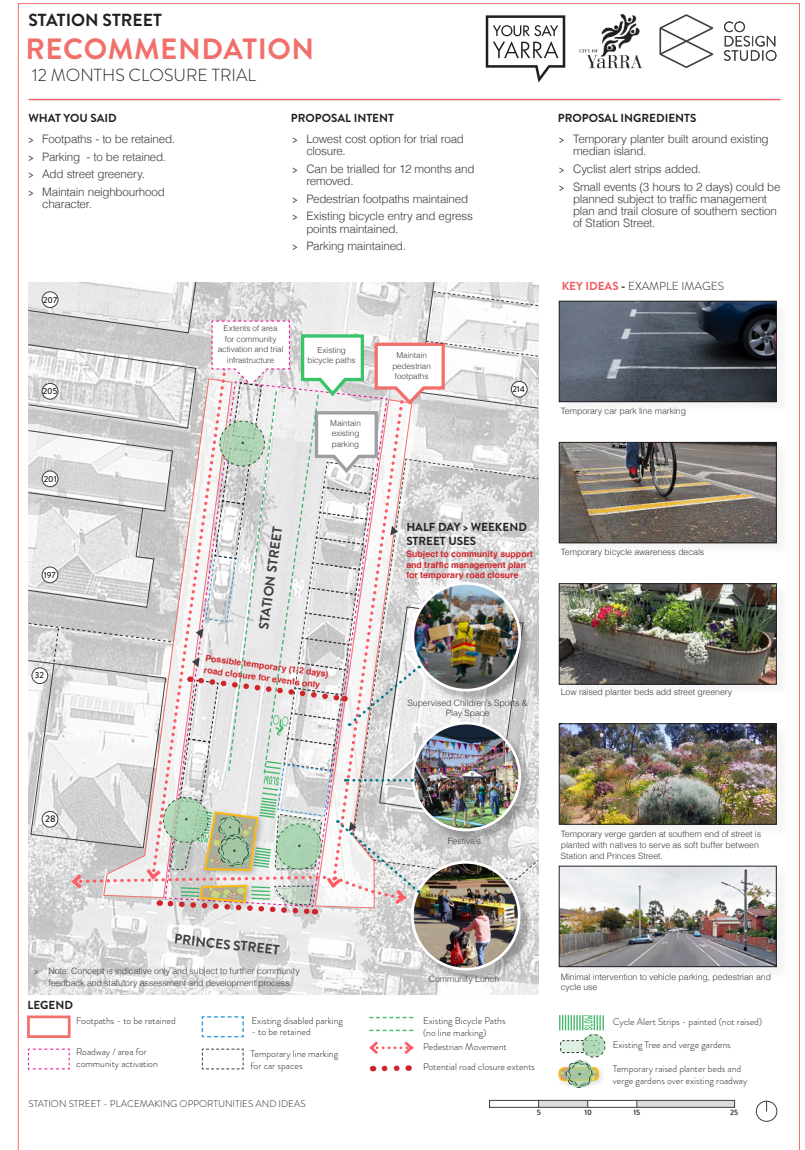 STATION STREET
RECOMMENDATION
12 MONTHS CLOSURE TRIAL
YOUR SAY
YARRA
CITY OF
YaRRA
CO
DESIGN
STUDIO
WHAT YOU SAID
> Footpaths - to be retained.
> Parking - to be retained.
> Add street greenery.
> Maintain neighbourhood
character.
PROPOSAL INTENT
> Lowest cost option for trial road
closure.
> Can be trialled for 12 months and
removed.
> Pedestrian footpaths maintained
> Existing bicycle entry and egress
points maintained.
> Parking maintained.
PROPOSAL INGREDIENTS
> Temporary planter built around existing
median island.
> Cyclist alert strips added.
> Small events (3 hours to 2 days) could be
planned subject to traffic management
plan and trail closure of southern section
of Station Street.
207
205
201
197
32
28
214
Extents of area
for community
activation and trial
infrastructure
Existing
bicycle paths
Maintain
pedestrian
footpaths
Maintain
existing
parking
STATION STREET
HALF DAY > WEEKEND
STREET USES
Subject to community support
and traffic management plan
for temporary road closure
Possible temporary (1-2 days)
road closure for events only
Supervised Children's Sports &
Play Space
SLOW
Festivals
Community Lunch
PRINCES STREET
> Note: Concept is indicative only and subject to further community
feedback and statutory assessment and development process.
KEY IDEAS - EXAMPLE IMAGES
Temporary car park line marking
Temporary bicycle awareness decals
Low raised planter beds add street greenery
Temporary verge garden at southern end of street is
planted with natives to serve as soft buffer between
Station and Princes Street.
Minimal intervention to vehicle parking, pedestrian and
cycle use
LEGEND
Footpaths - to be retained
Roadway / area for
community activation
Existing disabled parking
- to be retained
Temporary line marking
for car spaces
Existing Bicycle Paths
(no line marking)
Pedestrian Movement
Potential road closure extents
Cycle Alert Strips - painted (not raised)
Existing Tree and verge gardens
Temporary raised planter beds and
verge gardens over existing roadway
STATION STREET - PLACEMAKING OPPORTUNITIES AND IDEAS
5 10 15 25